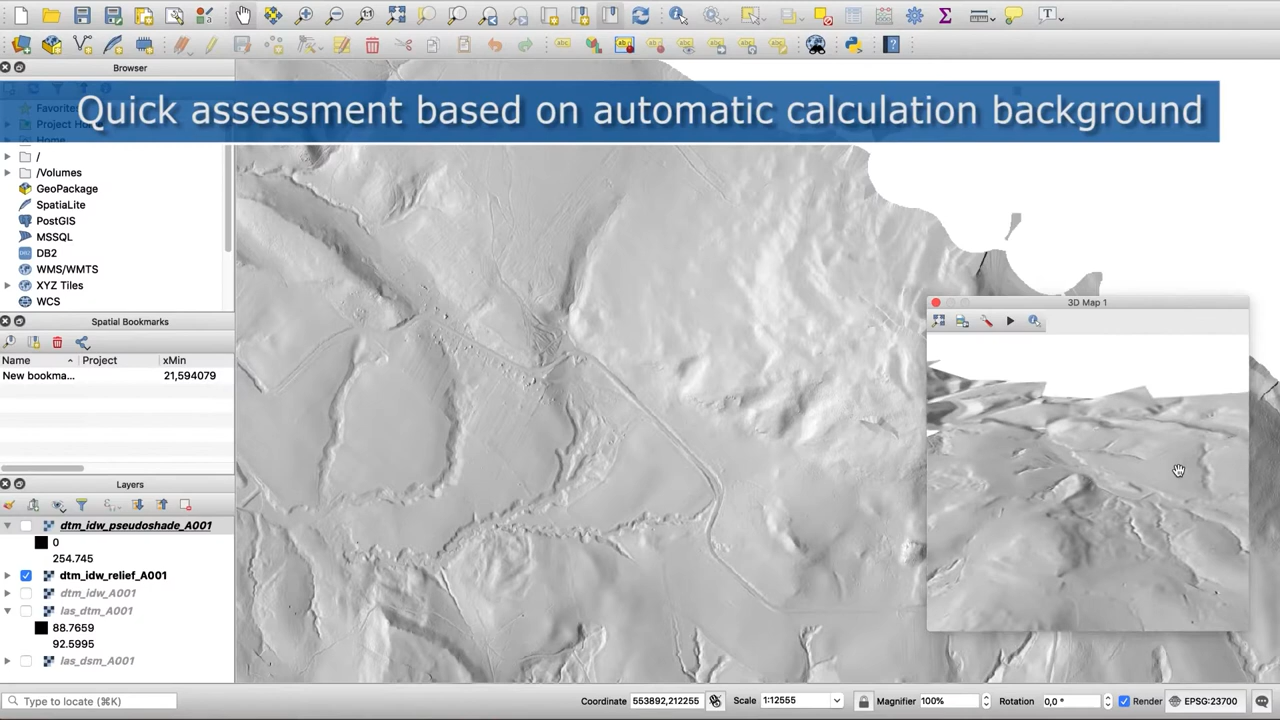 Browser
Quick assessment based on automatic calculation background
/
/Volumes
GeoPackage
SpatiaLite
PostGIS
MSSQL
DB2
WMS/WMTS
XYZ Tiles
WCS
Spatial Bookmarks
Name Project xMin
New bookma... 21,594079
Layers
dtm_idw_pseudoshade_A001
0
254.745
dtm_idw_relief_A001
dtm_idw_A001
las_dtm_A001
88.7659
92.5995
las_dsm_A001
3D Map 1
Type to locate (⌘K)
Coordinate 553892,212255
Scale 1:12555
Magnifier 100%
Rotation 0,0 °
Render
EPSG:23700